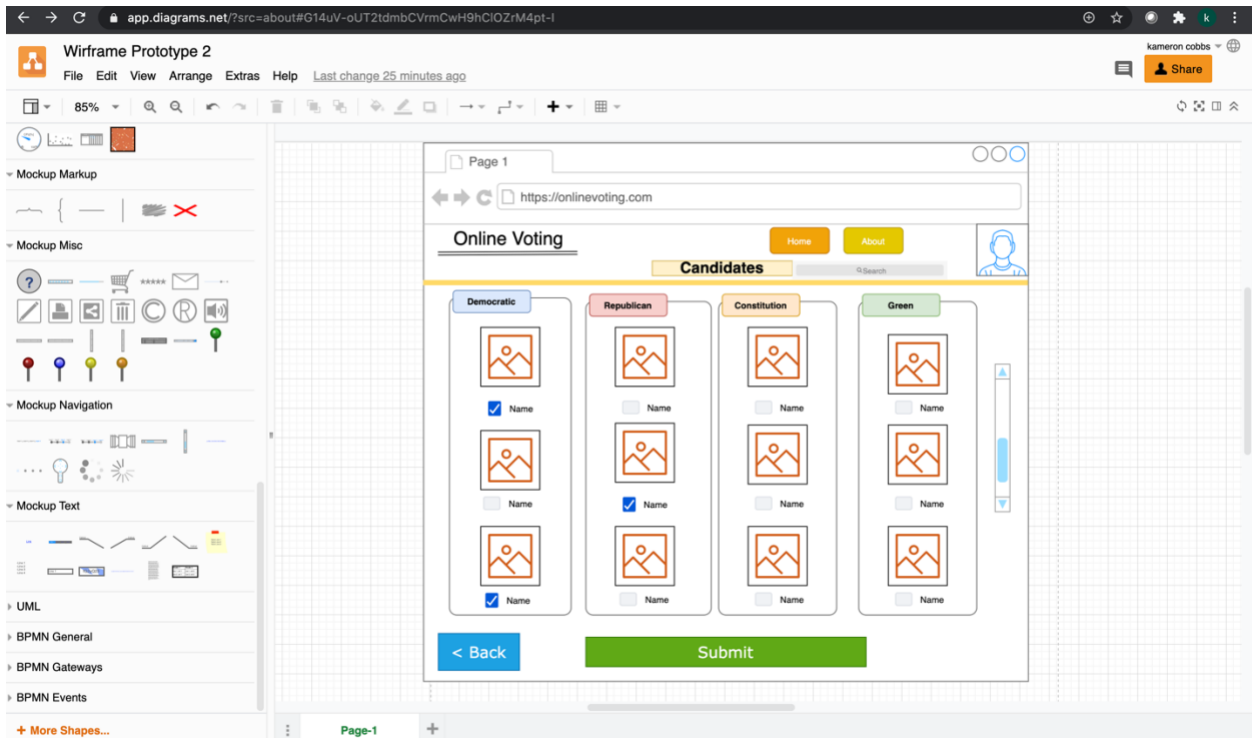 app.diagrams.net/?src=about#G14uV-oUT2tdmbCVrmCwH9hClOZrM4pt-I
k
Wirframe Prototype 2
kameron cobbs
File Edit View Arrange Extras Help Last change 25 minutes ago
Share
85%
Mockup Markup
Mockup Misc
?
*****
C R
Mockup Navigation
Mockup Text
UML
BPMN General
BPMN Gateways
BPMN Events
+ More Shapes...
Page 1
https://onlinevoting.com
Online Voting
Home
About
Candidates
Search
Democratic
Republican
Constitution
Green
Name Name Name Name
Name Name Name Name
Name Name Name Name
< Back
Submit
Page-1